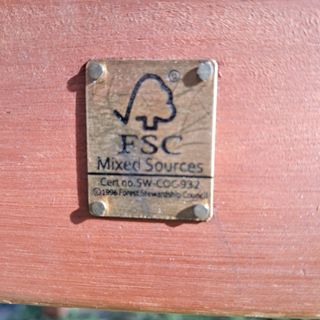 ®
FSC
Mixed Sources
Cert no. SW-COC-932
©1996 Forest Stewardship Council